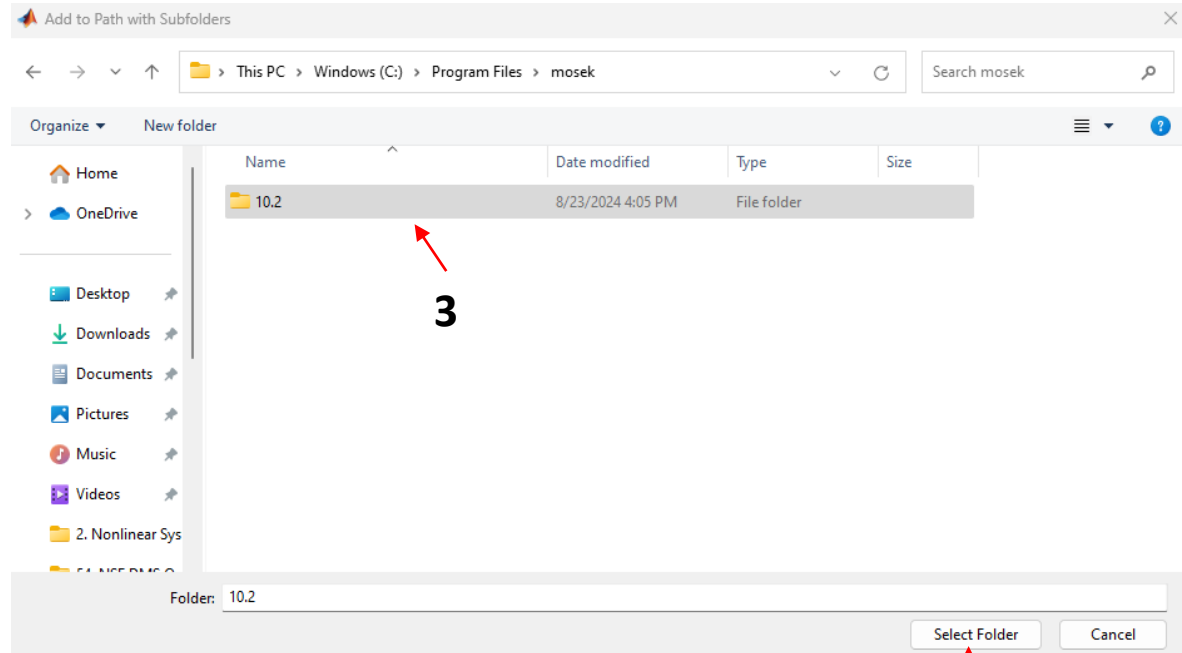 Add to Path with Subfolders
This PC > Windows (C:) > Program Files > mosek
Search mosek
Organize
New folder
Name
Date modified
Type
Size
Home
10.2
8/23/2024 4:05 PM
File folder
OneDrive
Desktop
3
Downloads
Documents
Pictures
Music
Videos
2. Nonlinear Sys
Folder: 10.2
Select Folder
Cancel